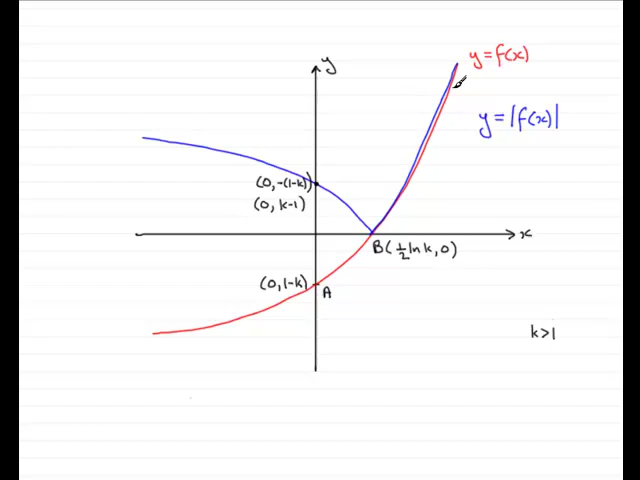 y
y = f(x)
y = |f(x)|
(0, -(1-k))
(0, k-1)
x
B(½ ln k, 0)
(0, 1-k)
A
k>1